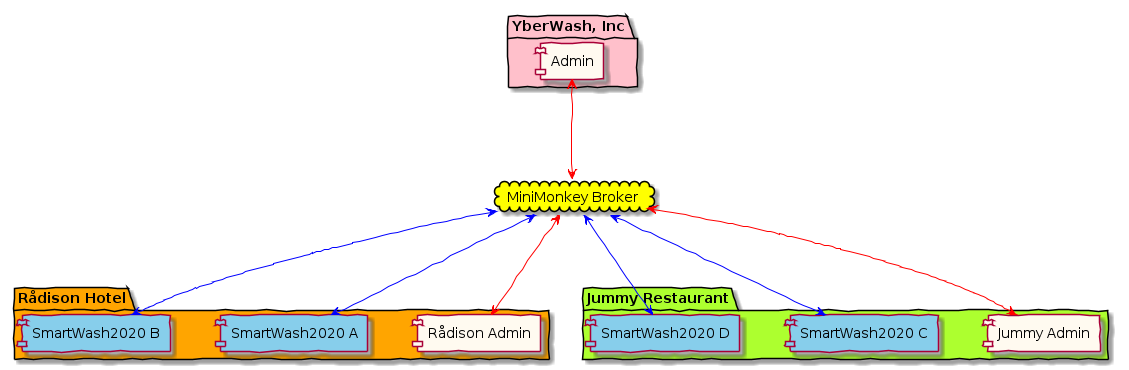 YberWash, Inc
Admin
MiniMonkey Broker
Rådison Hotel
Jummy Restaurant
SmartWash2020 B
SmartWash2020 A
Rådison Admin
SmartWash2020 D
SmartWash2020 C
Jummy Admin